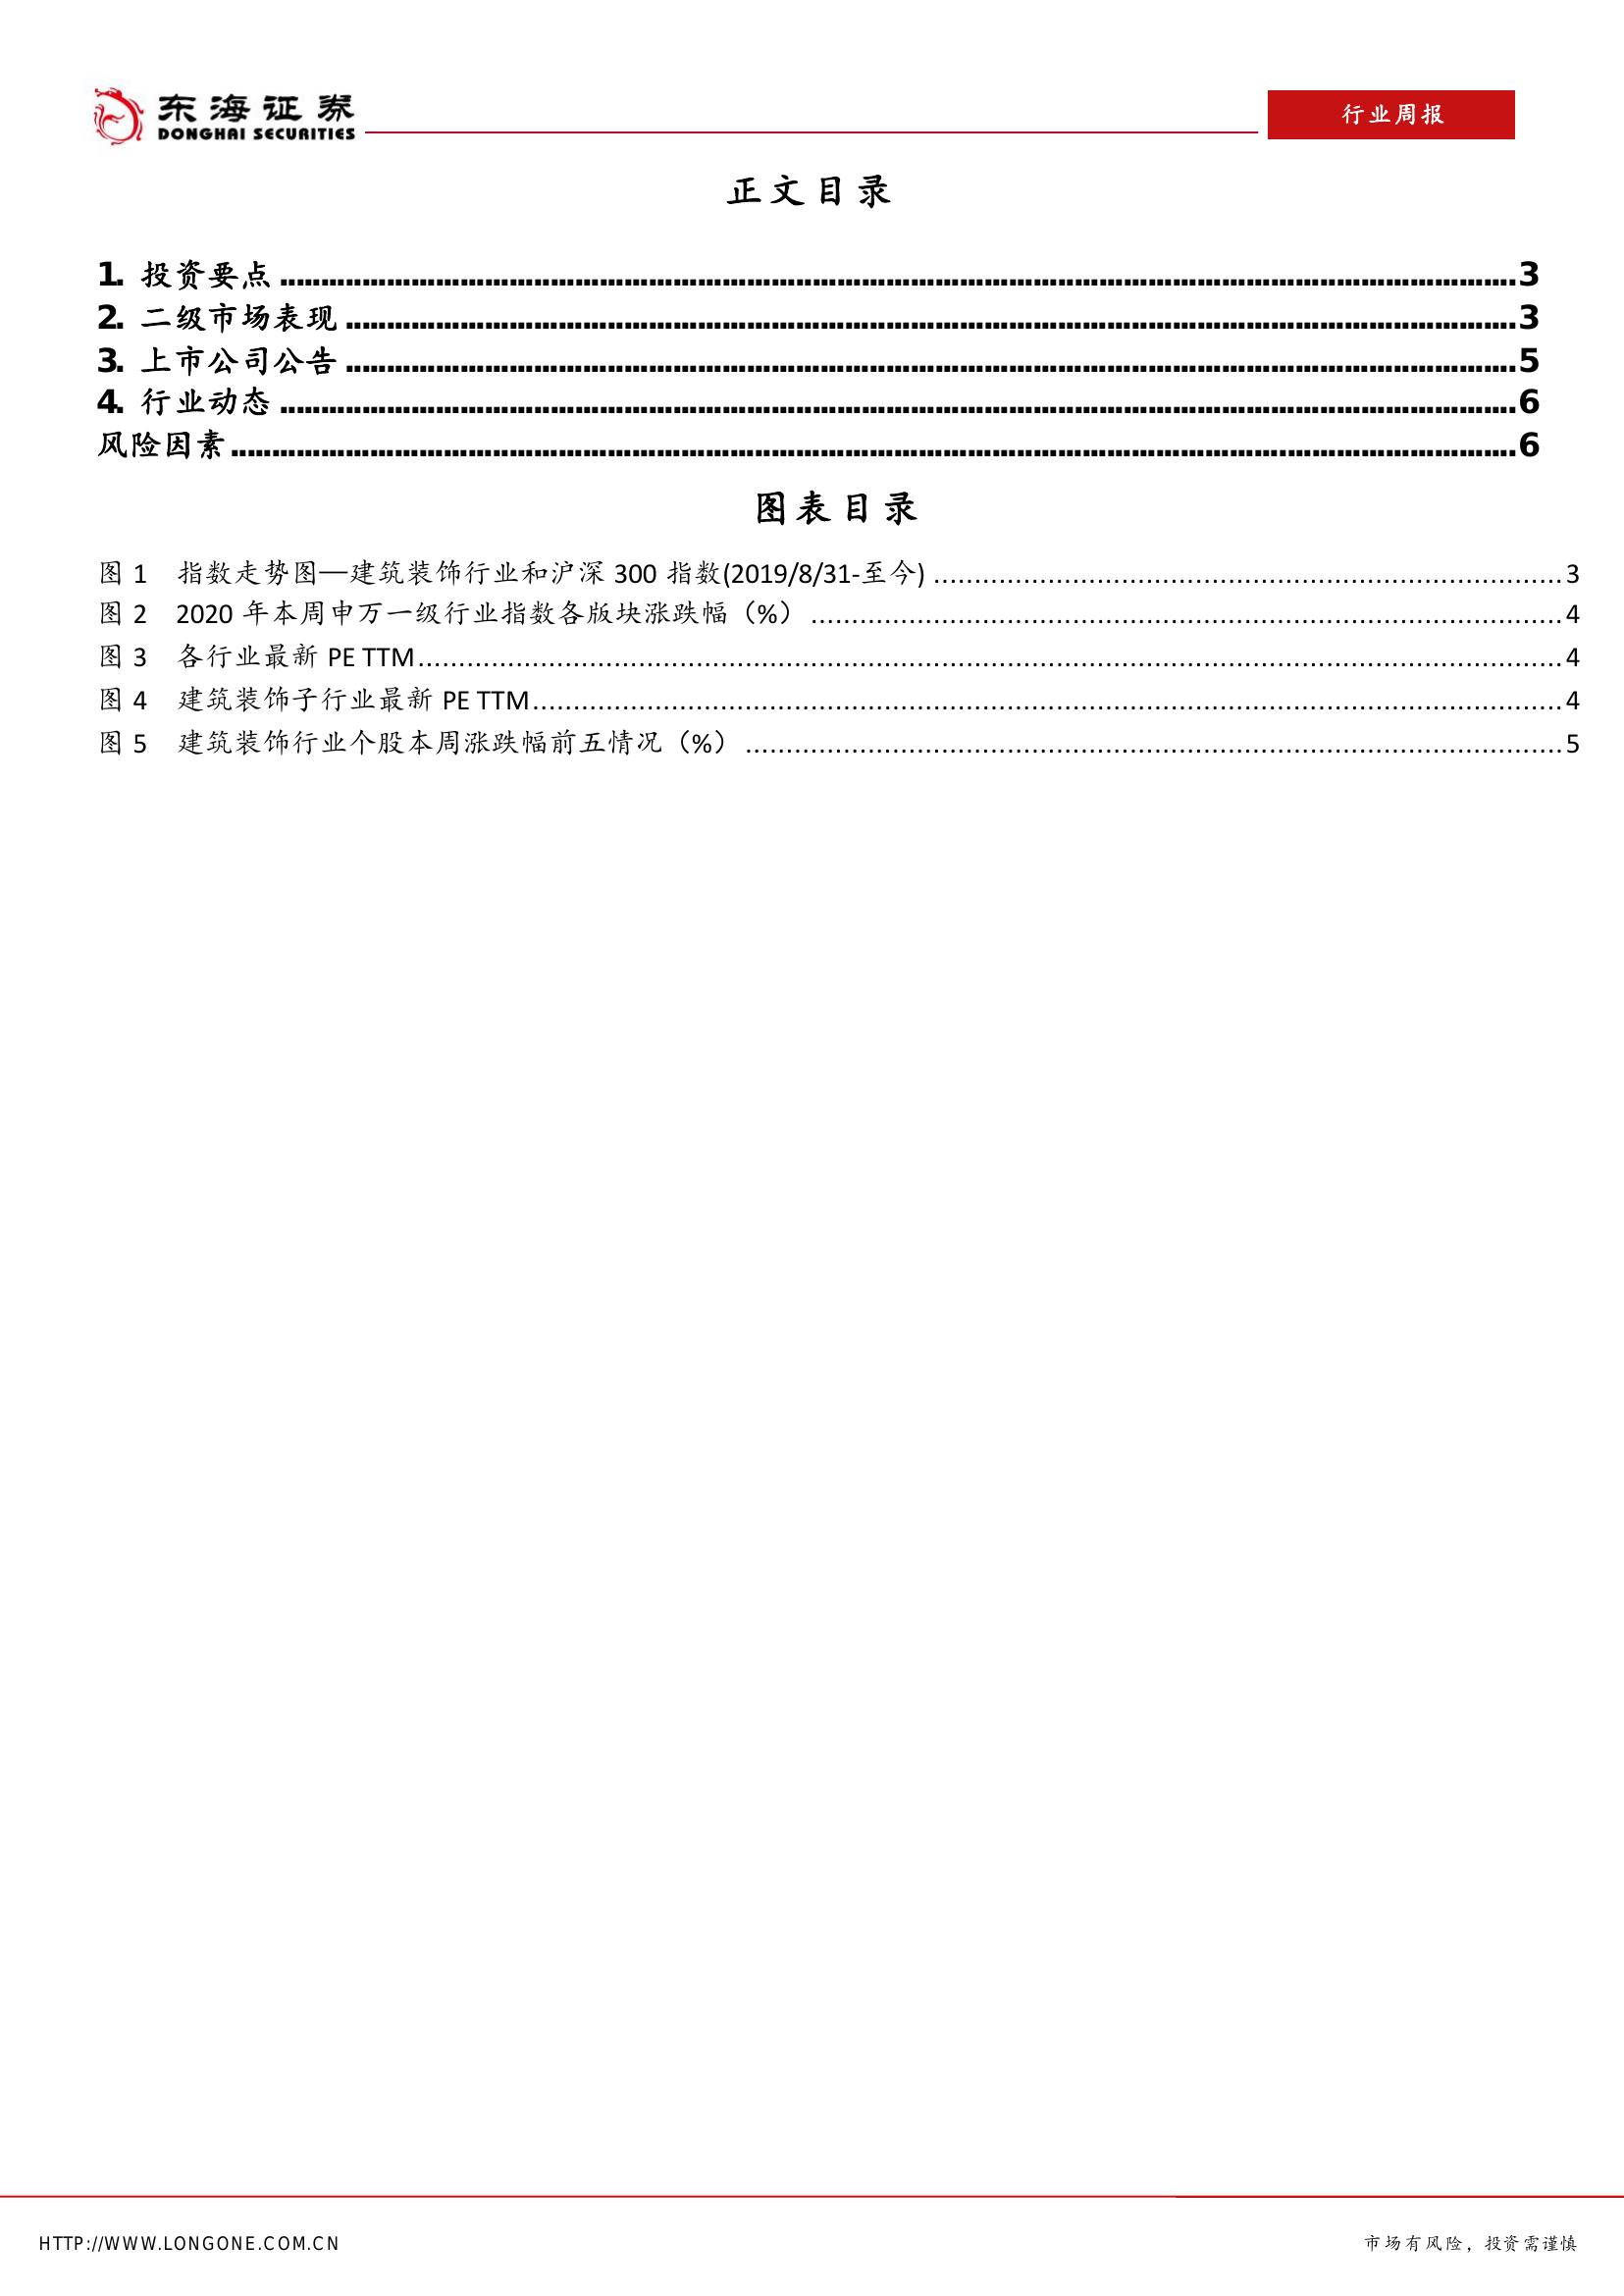 东海证券
DONGHAI SECURITIES
行业周报
正文目录
1. 投资要点 ........ 3
2. 二级市场表现 ........ 3
3. 上市公司公告 ........ 5
4. 行业动态 ........ 6
风险因素 ........ 6
图表目录
图 1 指数走势图—建筑装饰行业和沪深 300 指数(2019/8/31-至今) ........ 3
图 2 2020 年本周申万一级行业指数各版块涨跌幅（%） ........ 4
图 3 各行业最新 PE TTM ........ 4
图 4 建筑装饰子行业最新 PE TTM ........ 4
图 5 建筑装饰行业个股本周涨跌幅前五情况（%） ........ 5
HTTP://WWW.LONGONE.COM.CN
市场有风险，投资需谨慎